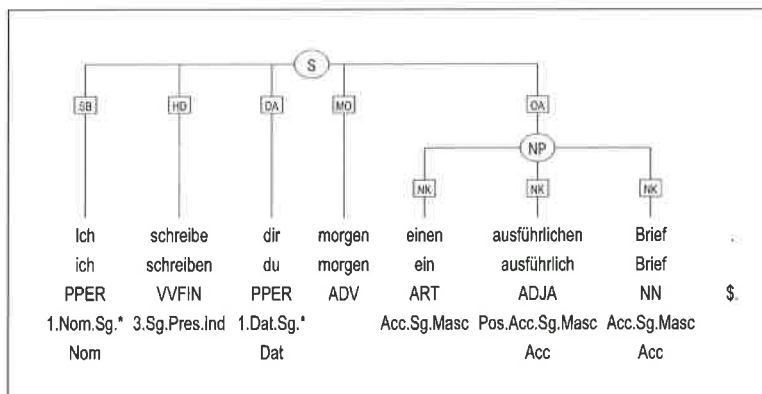 S
SB HD DA MO OA
NP
NK NK NK
Ich schreibe dir morgen einen ausführlichen Brief .
ich schreiben du morgen ein ausführlich Brief
PPER VVFIN PPER ADV ART ADJA NN $.
1.Nom.Sg.* 3.Sg.Pres.Ind 1.Dat.Sg.* Acc.Sg.Masc Pos.Acc.Sg.Masc Acc.Sg.Masc
Nom Dat Acc Acc